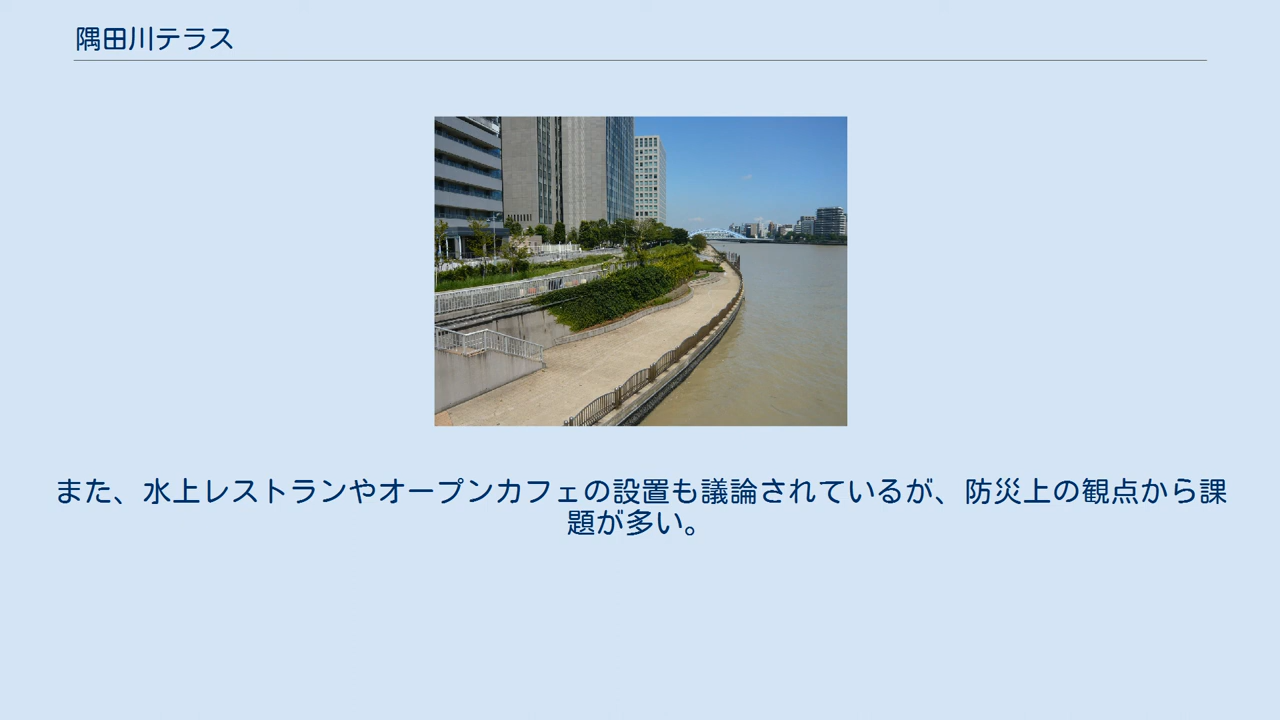 隅田川テラス
また、水上レストランやオープンカフェの設置も議論されているが、防災上の観点から課
題が多い。